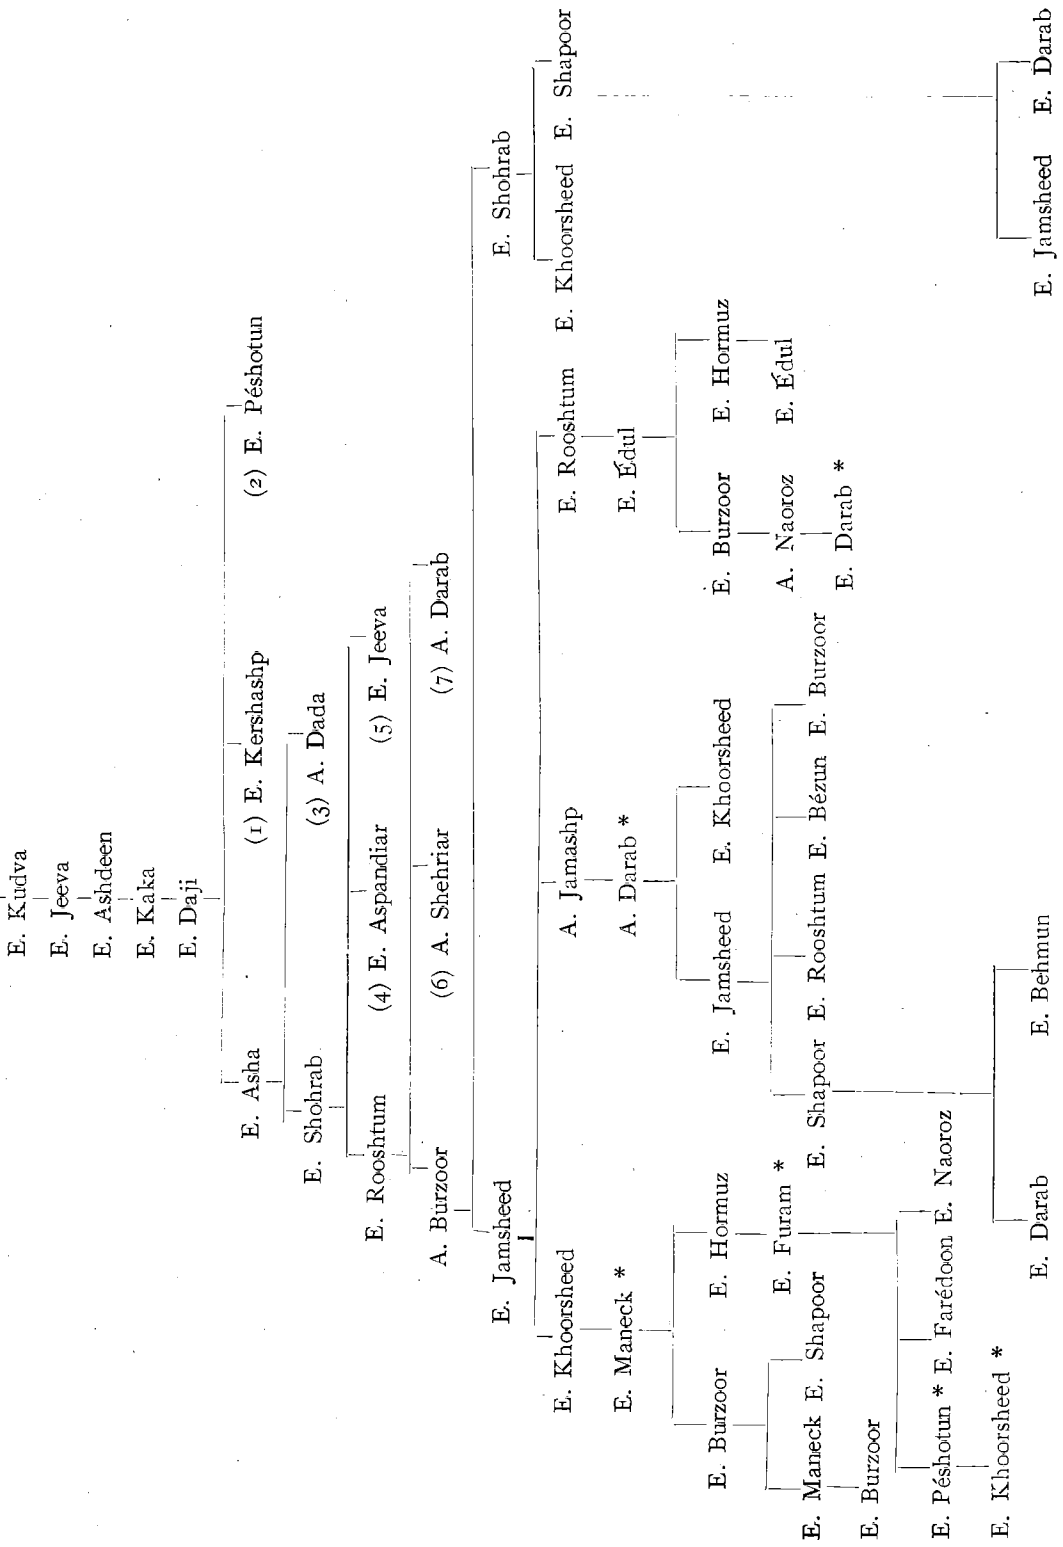 E. Kudva
E. Jeeva
E. Ashdeen
E. Kaka
E. Daji
E. Asha (1) E. Kershashp (2) E. Péshotun
E. Shohrab (3) A. Dada
E. Rooshtum (4) E. Aspandiar (5) E. Jeeva
A. Burzoor (6) A. Shehriar (7) A. Darab
E. Jamsheed E. Shohrab
E. Khoorsheed A. Jamashp E. Rooshtum E. Khoorsheed E. Shapoor
E. Maneck * A. Darab * E. Édul
E. Burzoor E. Hormuz E. Jamsheed E. Khoorsheed E. Burzoor E. Hormuz
E. Furam * A. Naoroz E. Édul
E. Maneck E. Shapoor E. Shapoor E. Rooshtum E. Bézun E. Burzoor
E. Darab *
E. Burzoor
E. Péshotun * E. Farédoon E. Naoroz
E. Khoorsheed *
E. Darab E. Behmun E. Jamsheed E. Darab